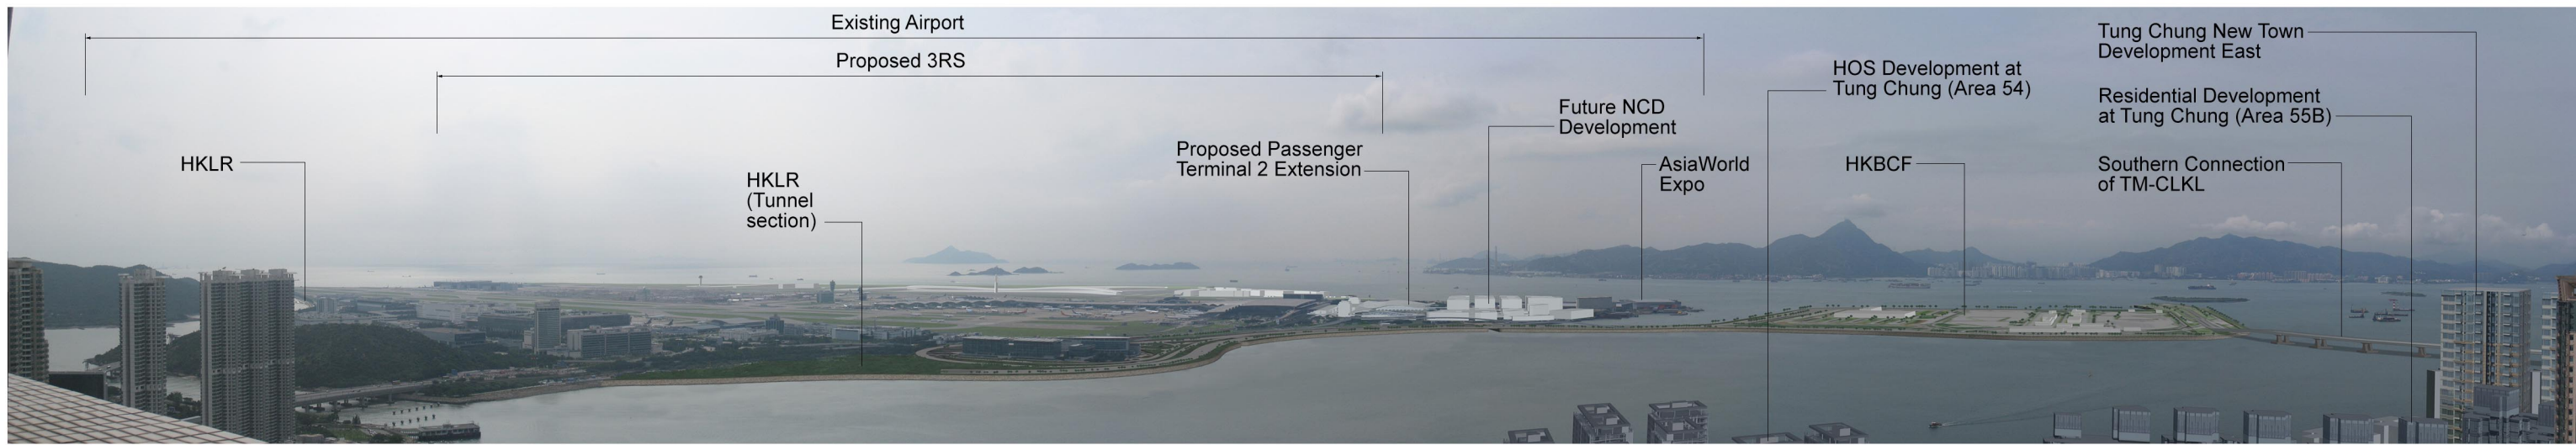 Existing Airport
Proposed 3RS
HKLR
HKLR
(Tunnel
section)
Proposed Passenger
Terminal 2 Extension
Future NCD
Development
AsiaWorld
Expo
HOS Development at
Tung Chung (Area 54)
HKBCF
Tung Chung New Town
Development East
Residential Development
at Tung Chung (Area 55B)
Southern Connection
of TM-CLKL